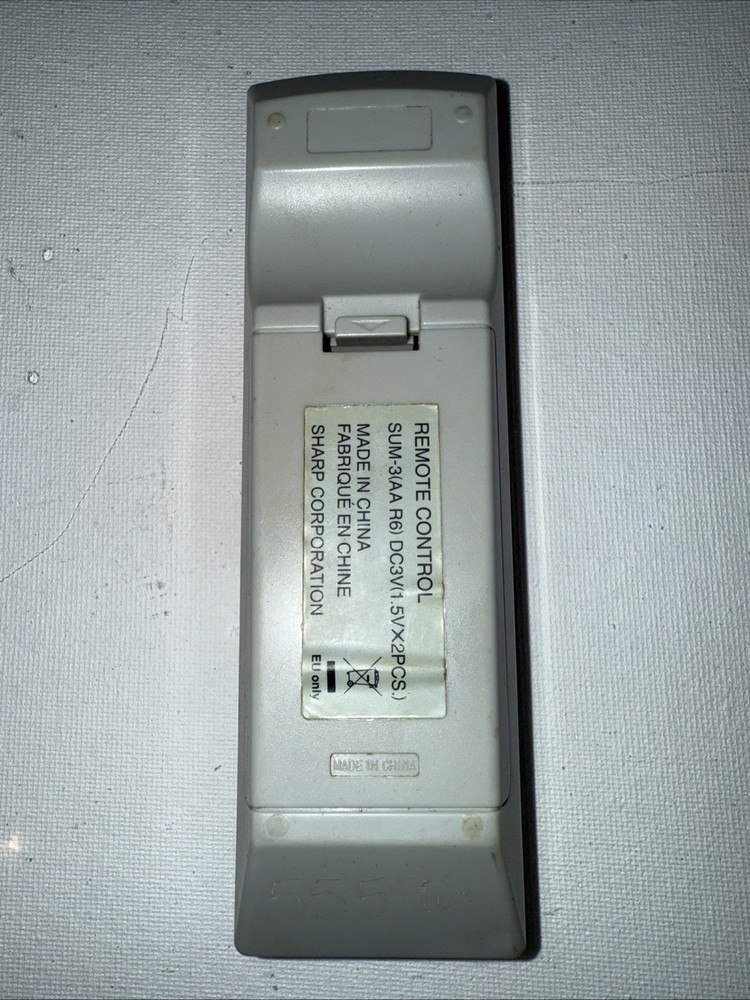 REMOTE CONTROL
SUM-3(AA R6) DC3V(1.5V×2PCS.)
MADE IN CHINA
FABRIQUÉ EN CHINE
SHARP CORPORATION
EU only
MADE IN CHINA